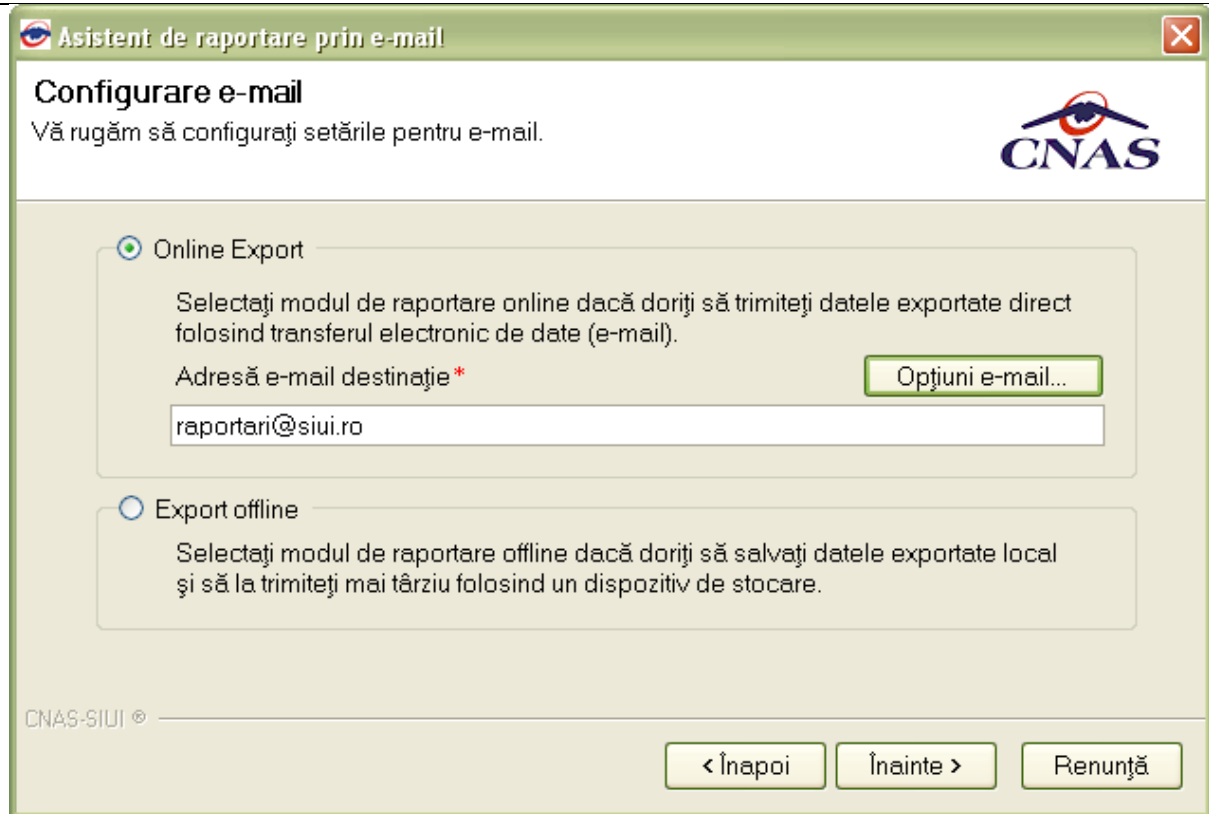 Asistent de raportare prin e-mail
Configurare e-mail
Vă rugăm să configuraţi setările pentru e-mail.
CNAS
Online Export
Selectaţi modul de raportare online dacă doriţi să trimiteţi datele exportate direct
folosind transferul electronic de date (e-mail).
Adresă e-mail destinaţie*
Opţiuni e-mail...
raportari@siui.ro
Export offline
Selectaţi modul de raportare offline dacă doriţi să salvaţi datele exportate local
şi să la trimiteţi mai târziu folosind un dispozitiv de stocare.
CNAS-SIUI ®
< Înapoi
Înainte >
Renunţă